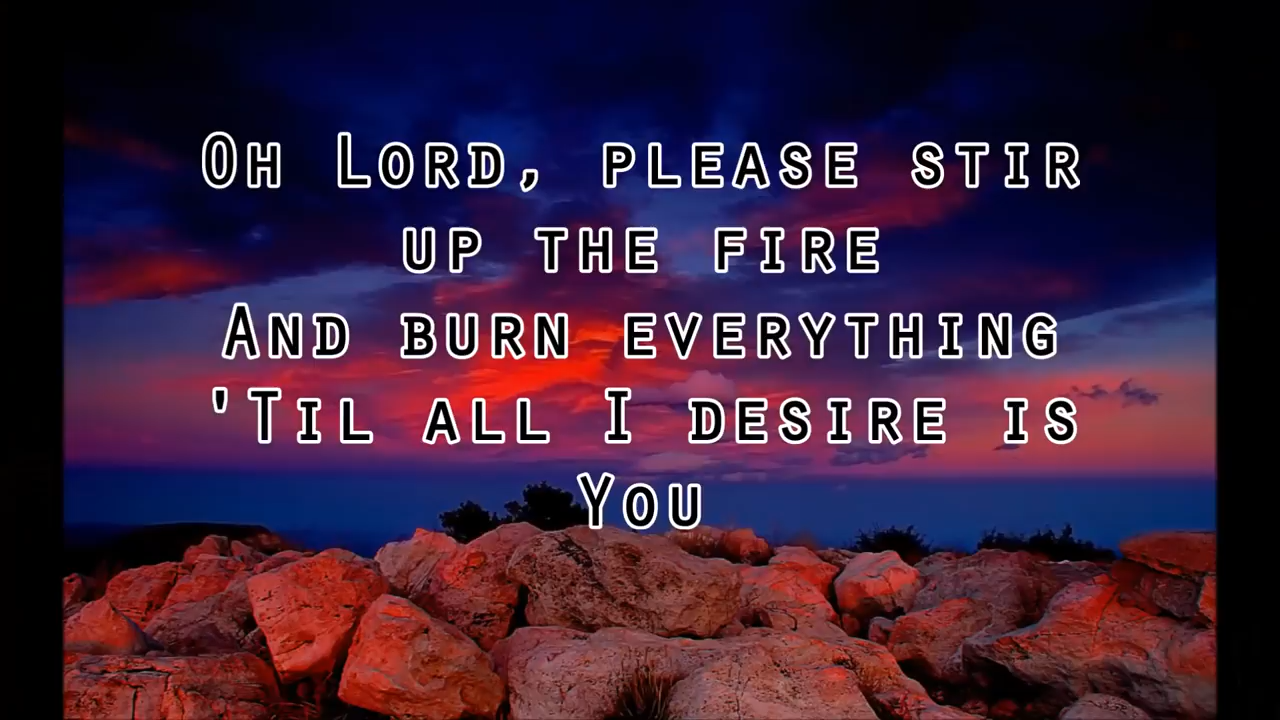 Oh Lord, please stir
up the fire
And burn everything
'Til all I desire is
You